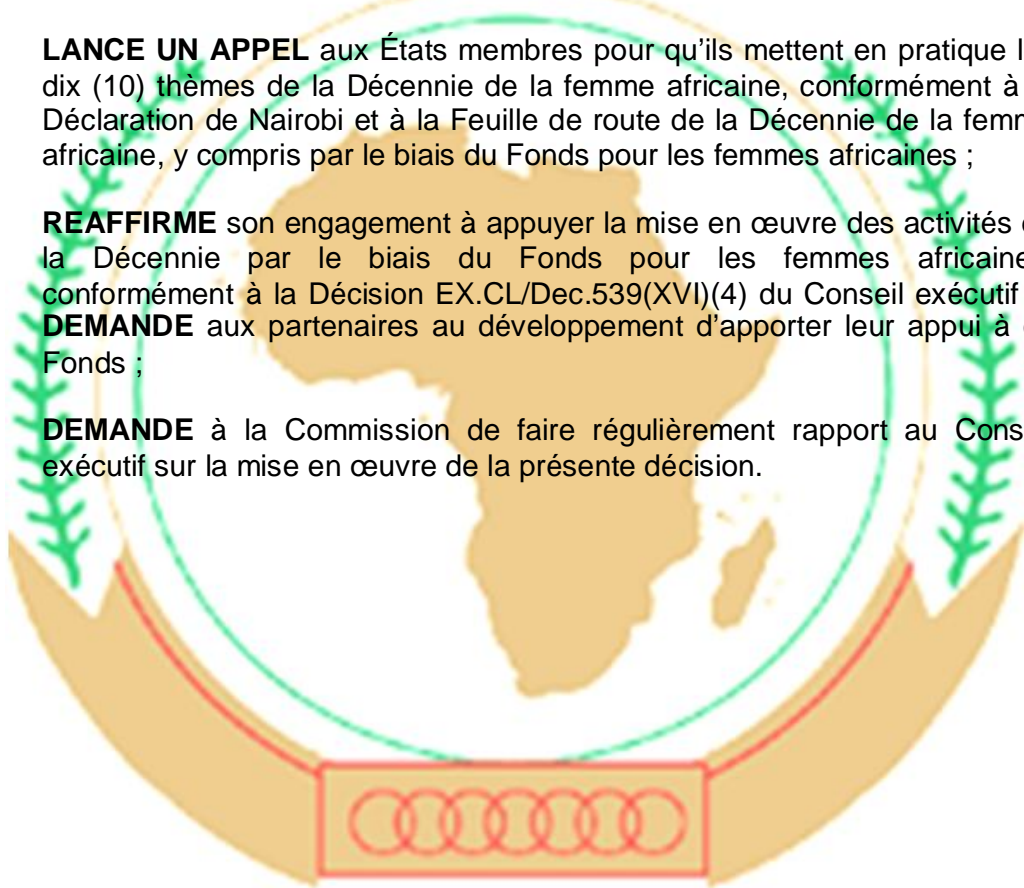 LANCE UN APPEL aux États membres pour qu'ils mettent en pratique
dix (10) thèmes de la Décennie de la femme africaine, conformément à
Déclaration de Nairobi et à la Feuille de route de la Décennie de la
africaine, y compris par le biais du Fonds pour les femmes africaines ;
REAFFIRME son engagement à appuyer la mise en œuvre des activités
la Décennie par le biais du Fonds pour les femmes
conformément à la Décision EX.CL/Dec.539(XVI)(4) du Conseil exécutif
DEMANDE aux partenaires au développement d'apporter leur appui à
Fonds ;
DEMANDE à la Commission de faire régulièrement rapport au
exécutif sur la mise en œuvre de la présente décision.